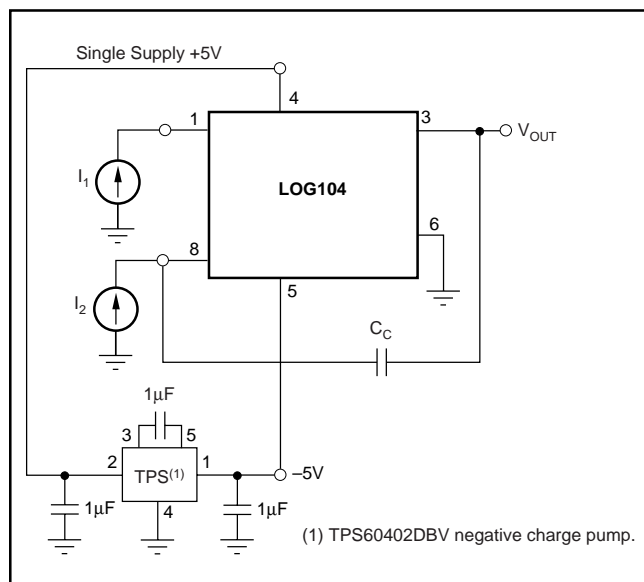 Single Supply +5V
4
1
3
V_OUT
I_1
LOG104
6
8
I_2
5
C_C
1µF
3
5
2
TPS(1)
1
–5V
1µF
4
1µF
(1) TPS60402DBV negative charge pump.